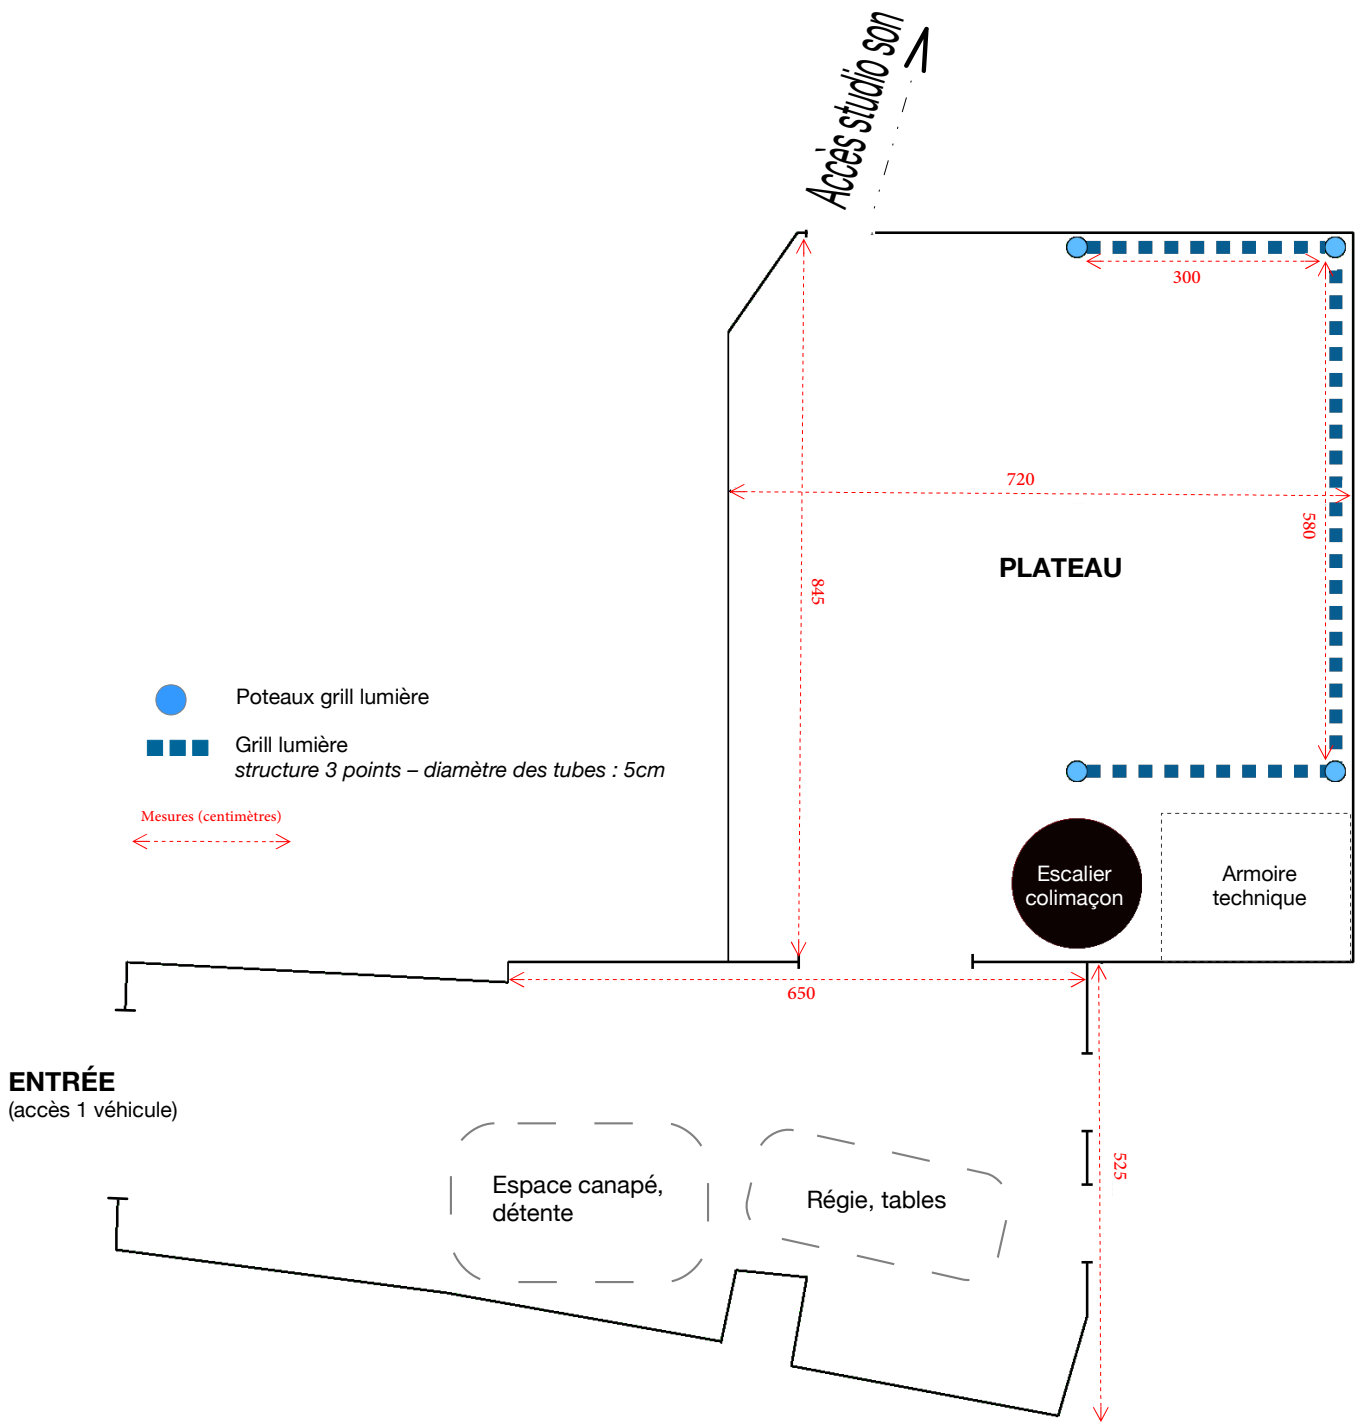 Accès studio son
300
720
580
PLATEAU
845
Poteaux grill lumière
Grill lumière
structure 3 points – diamètre des tubes : 5cm
Mesures (centimètres)
Escalier
colimaçon
Armoire
technique
650
ENTRÉE
(accès 1 véhicule)
525
Espace canapé,
détente
Régie, tables